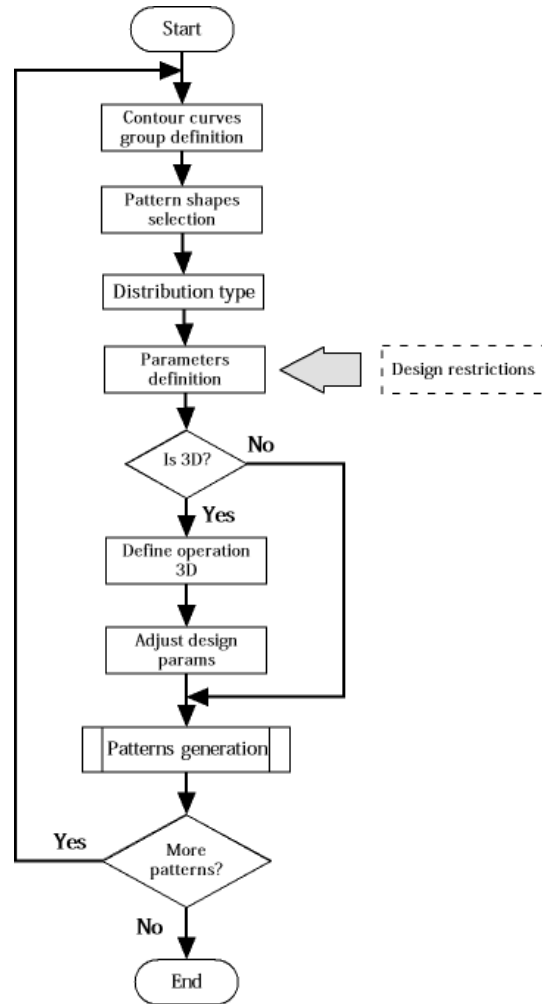 Start
Contour curves
group definition
Pattern shapes
selection
Distribution type
Parameters
definition
Design restrictions
Is 3D?
No
Yes
Define operation
3D
Adjust design
params
Patterns generation
Yes
More
patterns?
No
End